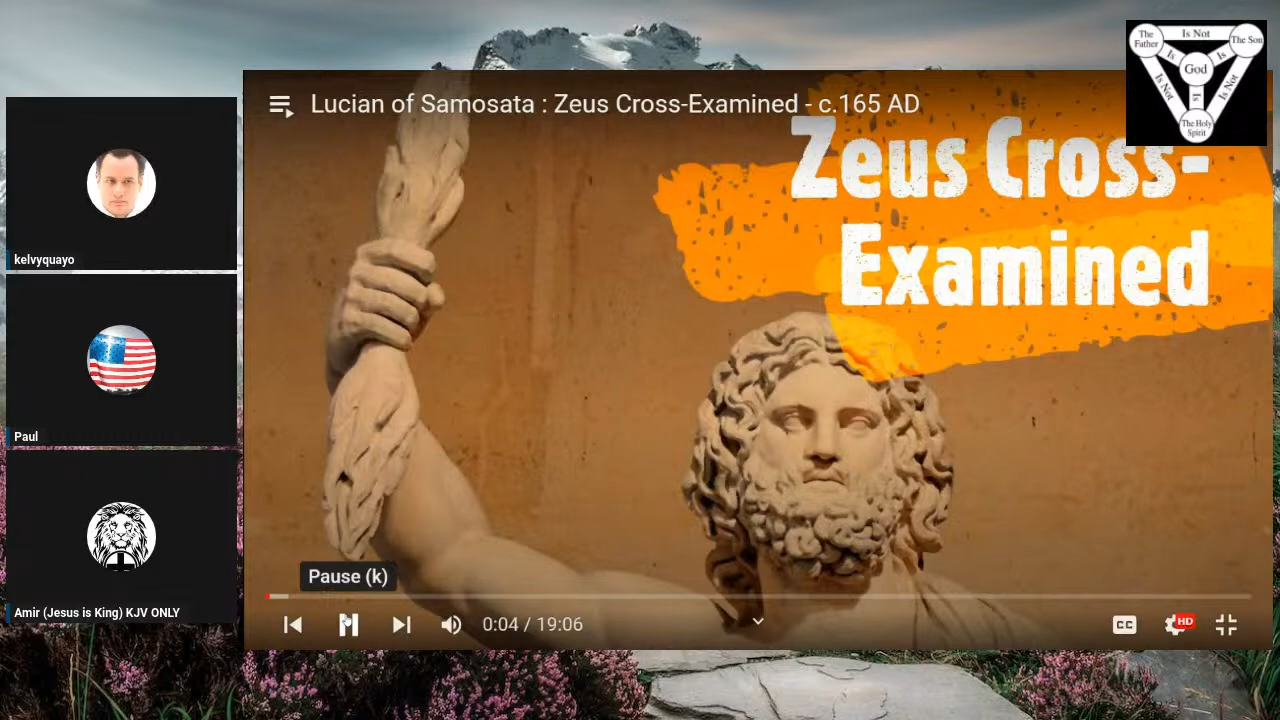 Lucian of Samosata : Zeus Cross-Examined - c.165 AD
Zeus Cross-
Examined
The
Father
Is Not
The Son
Is
Is
God
Is Not
Is
Is Not
The Holy
Spirit
kelvyquayo
Paul
Amir (Jesus is King) KJV ONLY
Pause (k)
0:04 / 19:06
CC
HD